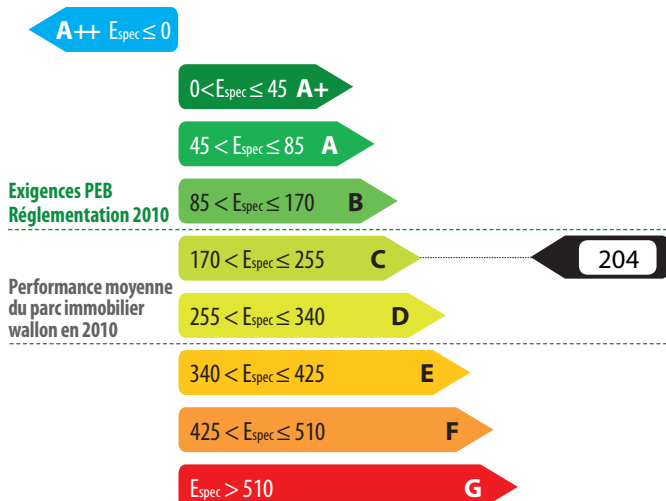 A++ Espec ≤ 0
0<Espec ≤ 45 A+
45 < Espec ≤ 85 A
Exigences PEB
Réglementation 2010
85 < Espec ≤ 170 B
170 < Espec ≤ 255 C
204
Performance moyenne
du parc immobilier
wallon en 2010
255 < Espec ≤ 340 D
340 < Espec ≤ 425 E
425 < Espec ≤ 510 F
Espec > 510 G